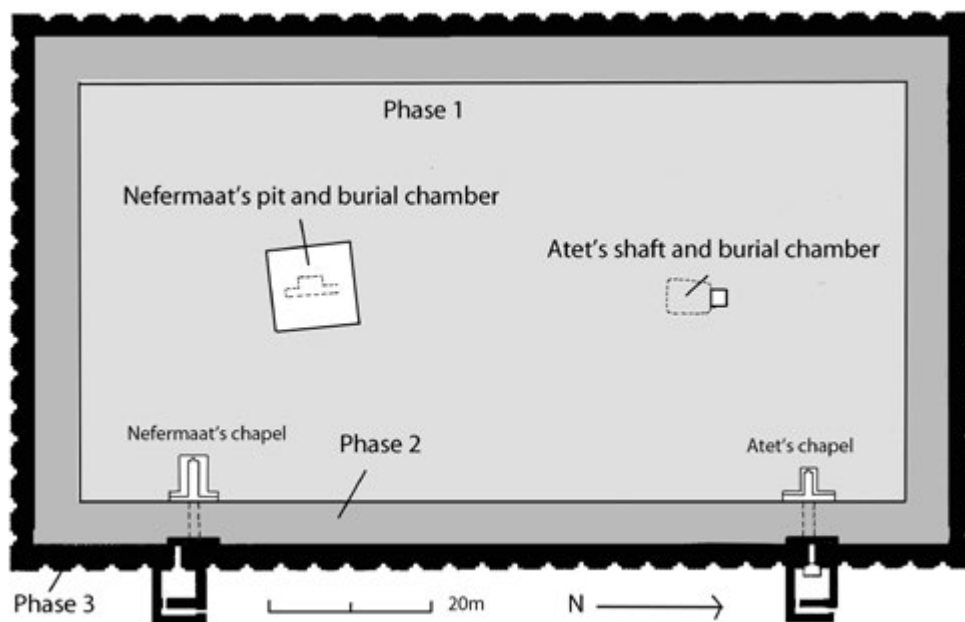 Phase 1
Nefermaat's pit and burial chamber
Atet's shaft and burial chamber
Nefermaat's chapel
Phase 2
Atet's chapel
Phase 3
20m
N